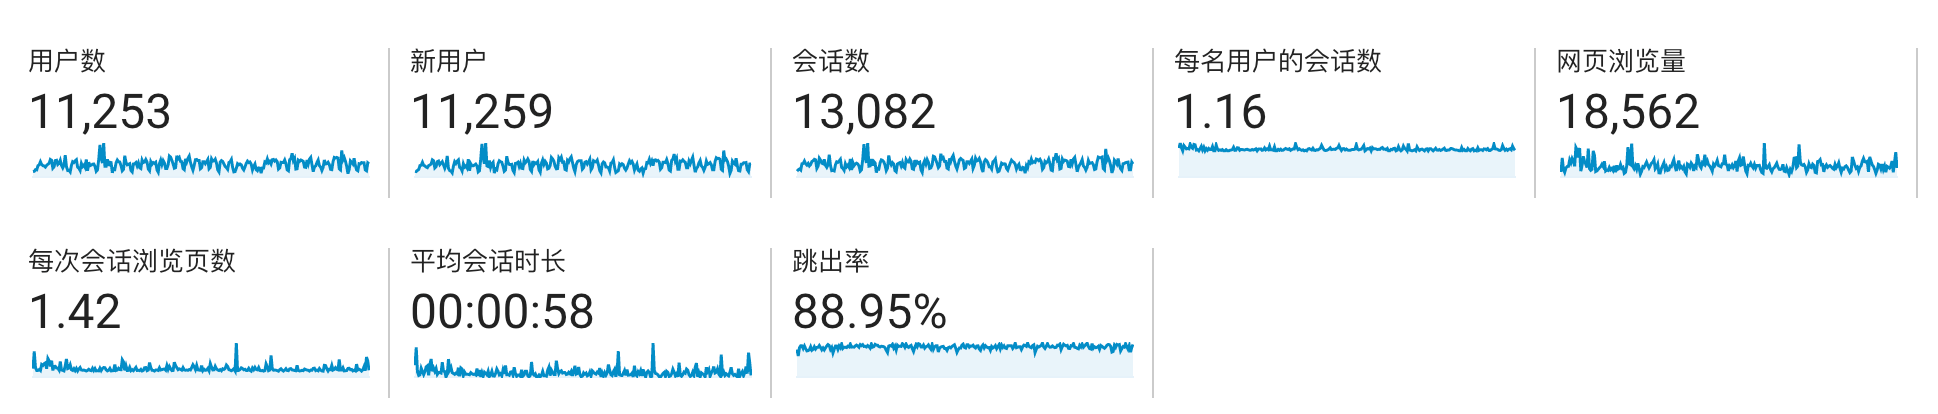 用户数
11,253
新用户
11,259
会话数
13,082
每名用户的会话数
1.16
网页浏览量
18,562
每次会话浏览页数
1.42
平均会话时长
00:00:58
跳出率
88.95%